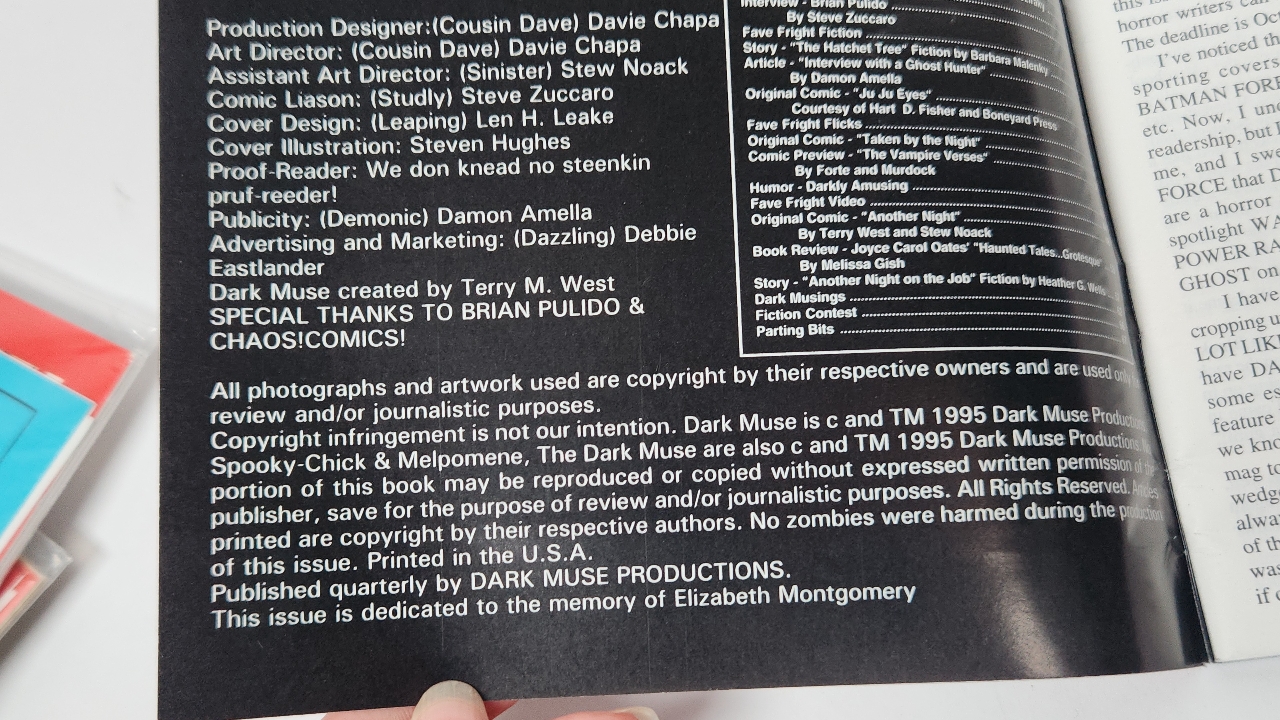 Production Designer:(Cousin Dave) Davie Chapa
Art Director: (Cousin Dave) Davie Chapa
Assistant Art Director: (Sinister) Stew Noack
Comic Liason: (Studly) Steve Zuccaro
Cover Design: (Leaping) Len H. Leake
Cover Illustration: Steven Hughes
Proof-Reader: We don knead no steenkin
pruf-reeder!
Publicity: (Demonic) Damon Amella
Advertising and Marketing: (Dazzling) Debbie
Eastlander
Dark Muse created by Terry M. West
SPECIAL THANKS TO BRIAN PULIDO &
CHAOS!COMICS!
Interview - Brian Pulido
By Steve Zuccaro
Fave Fright Fiction
Story - "The Hatchet Tree" Fiction by Barbara Malenky
Article - "Interview with a Ghost Hunter"
By Damon Amella
Original Comic - "Ju Ju Eyes"
Courtesy of Hart D. Fisher and Boneyard Press
Fave Fright Flicks
Original Comic - "Taken by the Night"
Comic Preview - "The Vampire Verses"
By Forte and Murdock
Humor - Darkly Amusing
Fave Fright Video
Original Comic - "Another Night"
By Terry West and Stew Noack
Book Review - Joyce Carol Oates' "Haunted Tales...Grotesque"
By Melissa Gish
Story - "Another Night on the Job" Fiction by Heather G. Wells
Dark Musings
Fiction Contest
Parting Bits
All photographs and artwork used are copyright by their respective owners and are used only
review and/or journalistic purposes.
Copyright infringement is not our intention. Dark Muse is c and TM 1995 Dark Muse
Spooky-Chick & Melpomene, The Dark Muse are also c and TM 1995 Dark Muse Productions
portion of this book may be reproduced or copied without expressed written permission of the
publisher, save for the purpose of review and/or journalistic purposes. All Rights Reserved. Articles
printed are copyright by their respective authors. No zombies were harmed during the production
of this issue. Printed in the U.S.A.
Published quarterly by DARK MUSE PRODUCTIONS.
This issue is dedicated to the memory of Elizabeth Montgomery
horror writers can
The deadline is
I've noticed
sporting covers
BATMAN
etc. Now, I
readership, but
me, and I
FORCE that
are a horror
spotlight
POWER
GHOST on
I have
cropping
LOT
have
some
feature
we
mag to
of
was
if